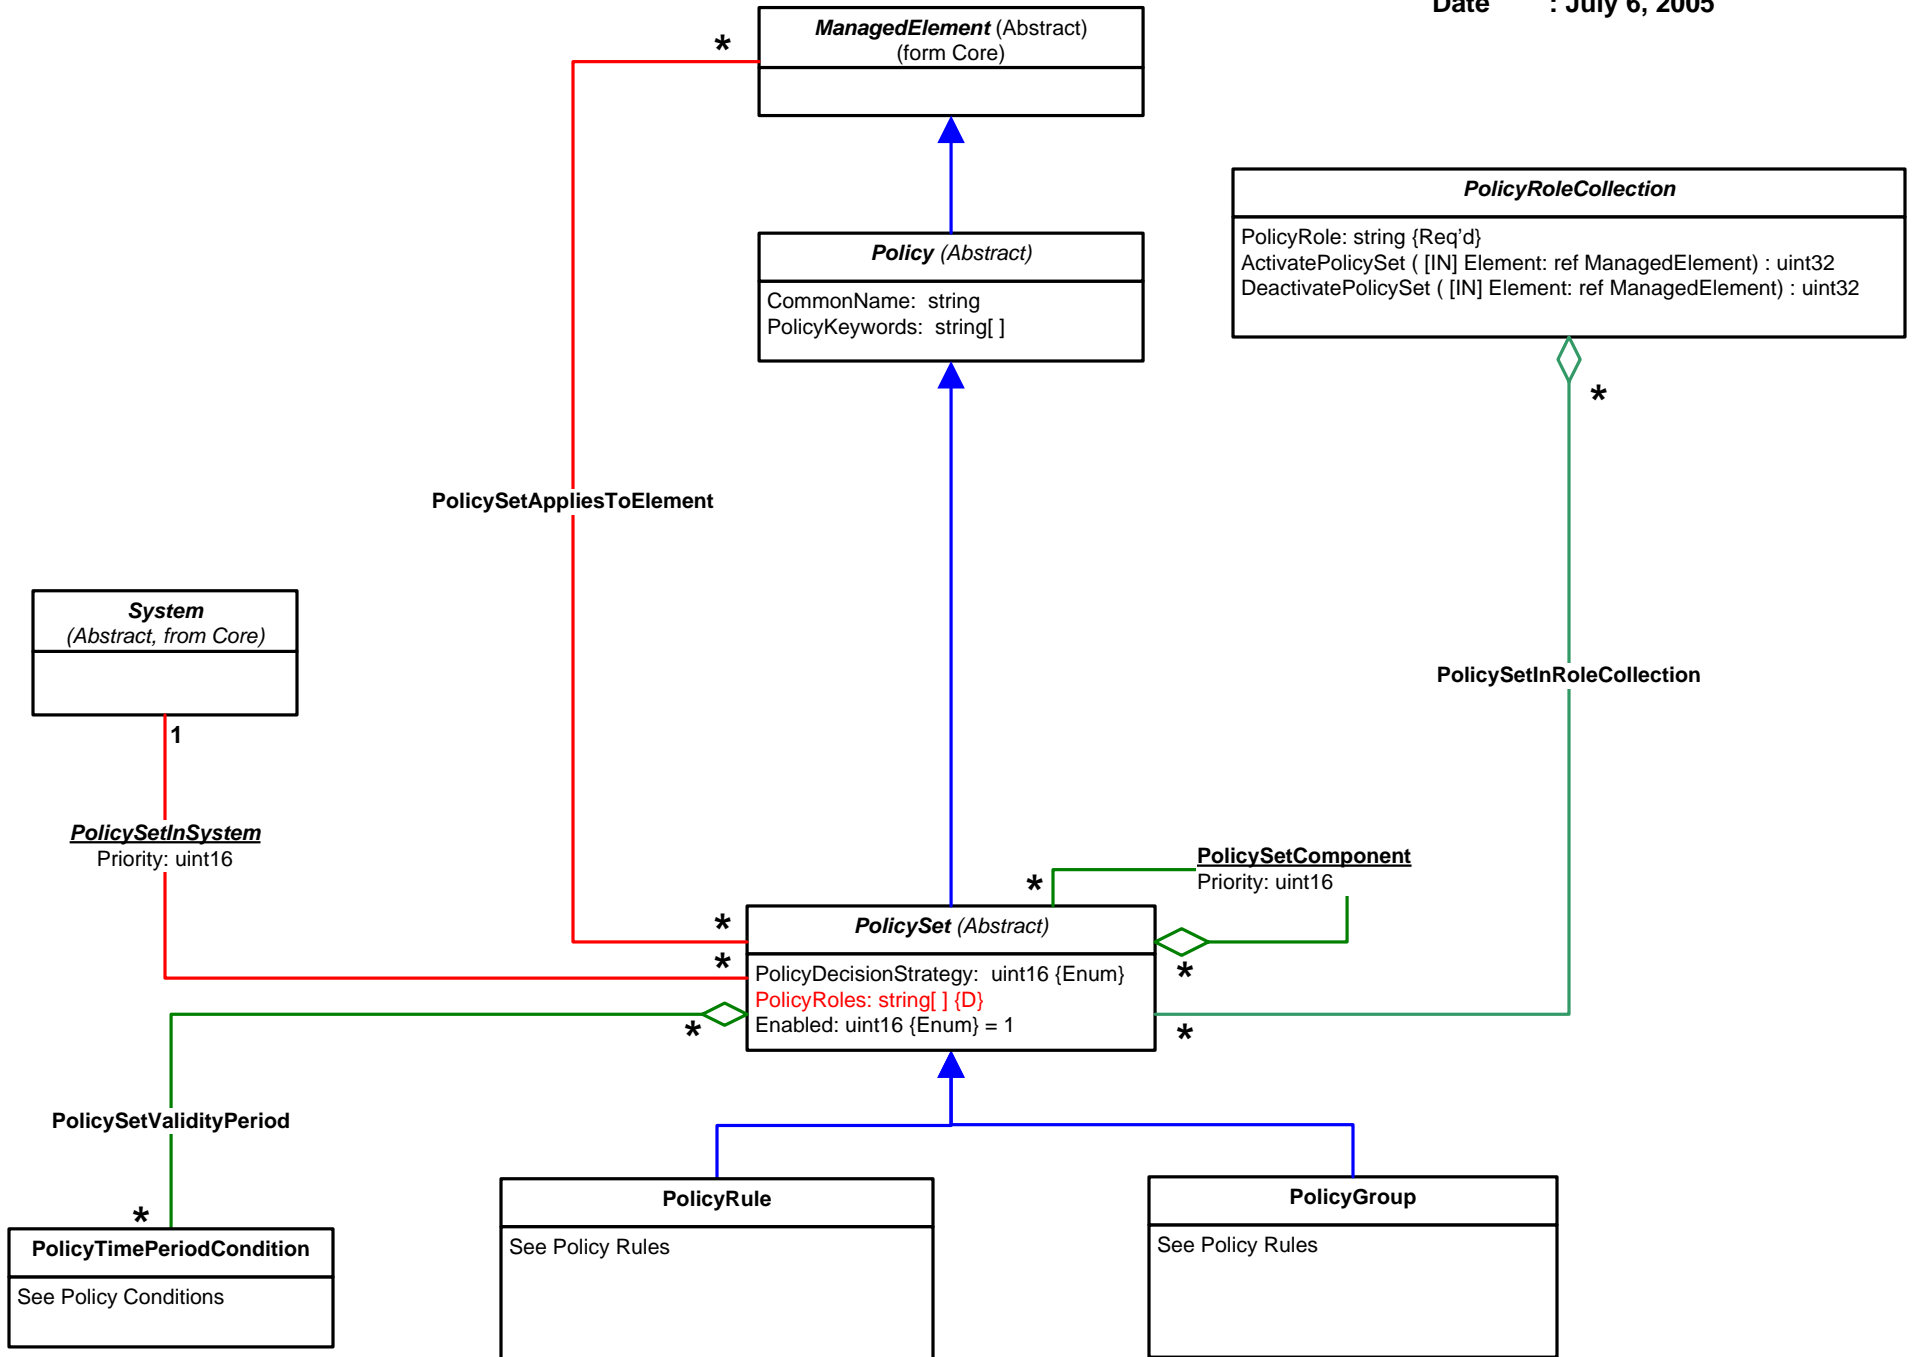 Date : July 6, 2005
ManagedElement (Abstract)
(form Core)
*
PolicyRoleCollection
PolicyRole: string {Req'd}
ActivatePolicySet ( [IN] Element: ref ManagedElement) : uint32
DeactivatePolicySet ( [IN] Element: ref ManagedElement) : uint32
*
Policy (Abstract)
CommonName: string
PolicyKeywords: string[ ]
PolicySetAppliesToElement
System
(Abstract, from Core)
1
PolicySetInSystem
Priority: uint16
PolicySetInRoleCollection
PolicySetComponent
Priority: uint16
*
*
*
PolicySet (Abstract)
PolicyDecisionStrategy: uint16 {Enum}
PolicyRoles: string[ ] {D}
Enabled: uint16 {Enum} = 1
*
*
*
PolicySetValidityPeriod
*
PolicyTimePeriodCondition
See Policy Conditions
PolicyRule
See Policy Rules
PolicyGroup
See Policy Rules